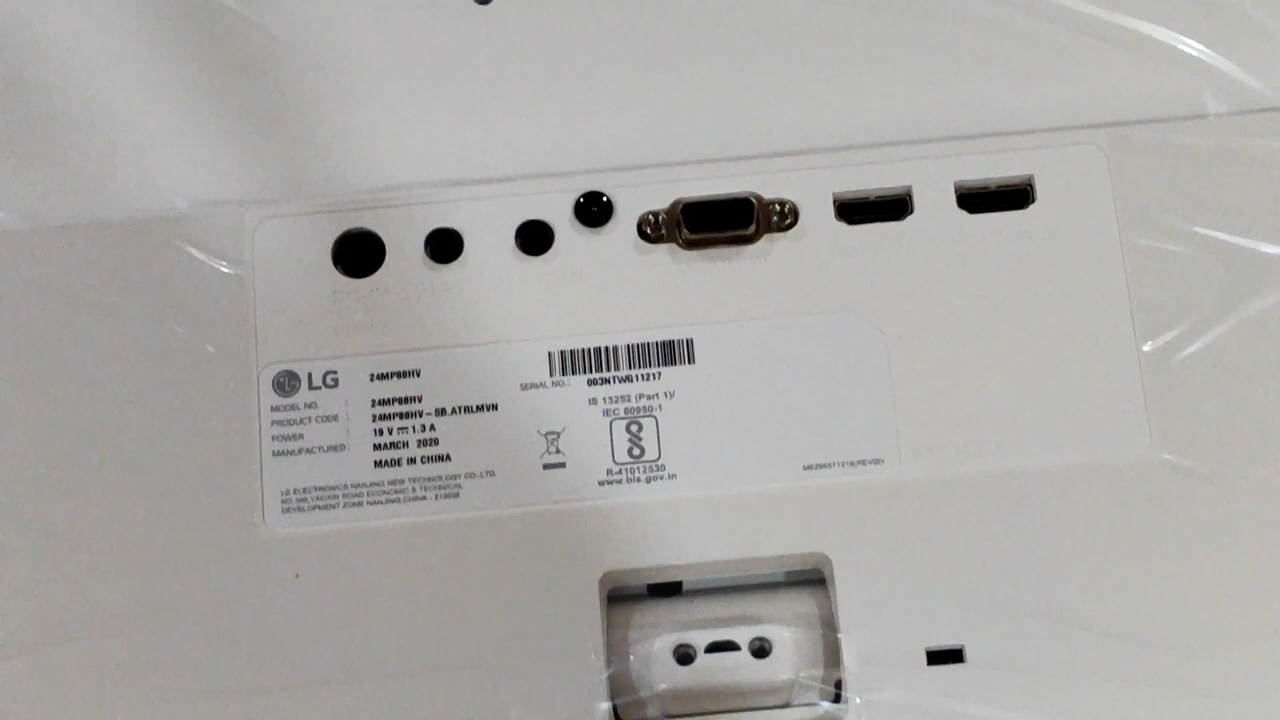 LG 24MP88HV
MODEL NO. : 24MP88HV
PRODUCT CODE : 24MP88HV-SB.ATRLMVN
POWER : 19 V 1.3 A
MANUFACTURED : MARCH 2020
MADE IN CHINA
LG ELECTRONICS NANJING NEW TECHNOLOGY CO.,LTD.
NO.346,YAOXIN ROAD ECONOMIC & TECHNICAL
DEVELOPMENT ZONE NANJING CHINA - 210038
SERIAL NO.: 003NTWG11217
IS 13252 (Part 1)/
IEC 60950-1
R-41012530
www.bis.gov.in